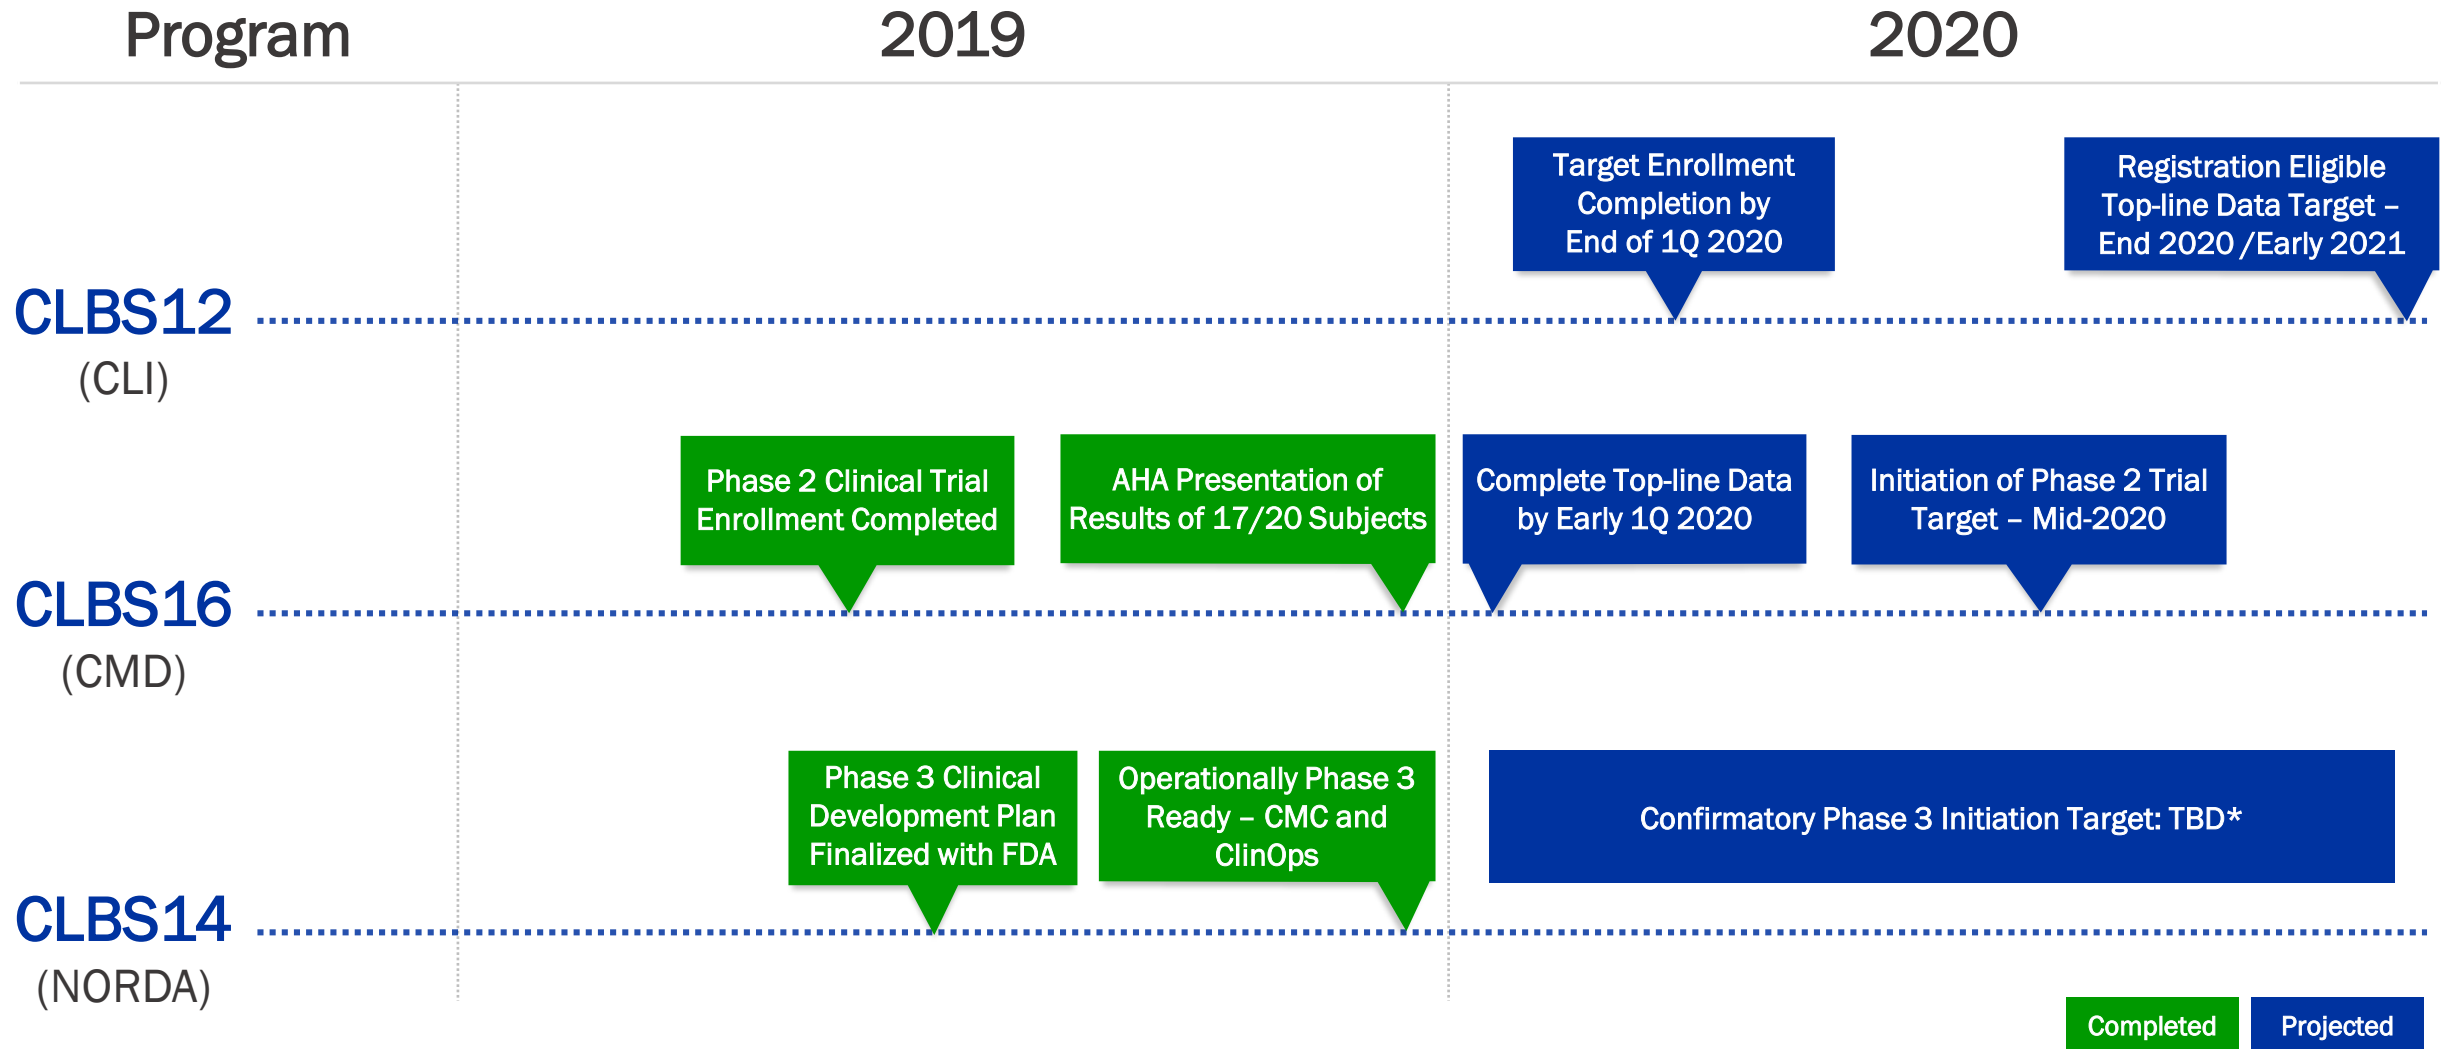 Program
2019
2020
Target Enrollment
Completion by
End of 1Q 2020
Registration Eligible
Top-line Data Target –
End 2020 /Early 2021
CLBS12
(CLI)
Phase 2 Clinical Trial
Enrollment Completed
AHA Presentation of
Results of 17/20 Subjects
Complete Top-line Data
by Early 1Q 2020
Initiation of Phase 2 Trial
Target – Mid-2020
CLBS16
(CMD)
Phase 3 Clinical
Development Plan
Finalized with FDA
Operationally Phase 3
Ready – CMC and
ClinOps
Confirmatory Phase 3 Initiation Target: TBD*
CLBS14
(NORDA)
Completed
Projected